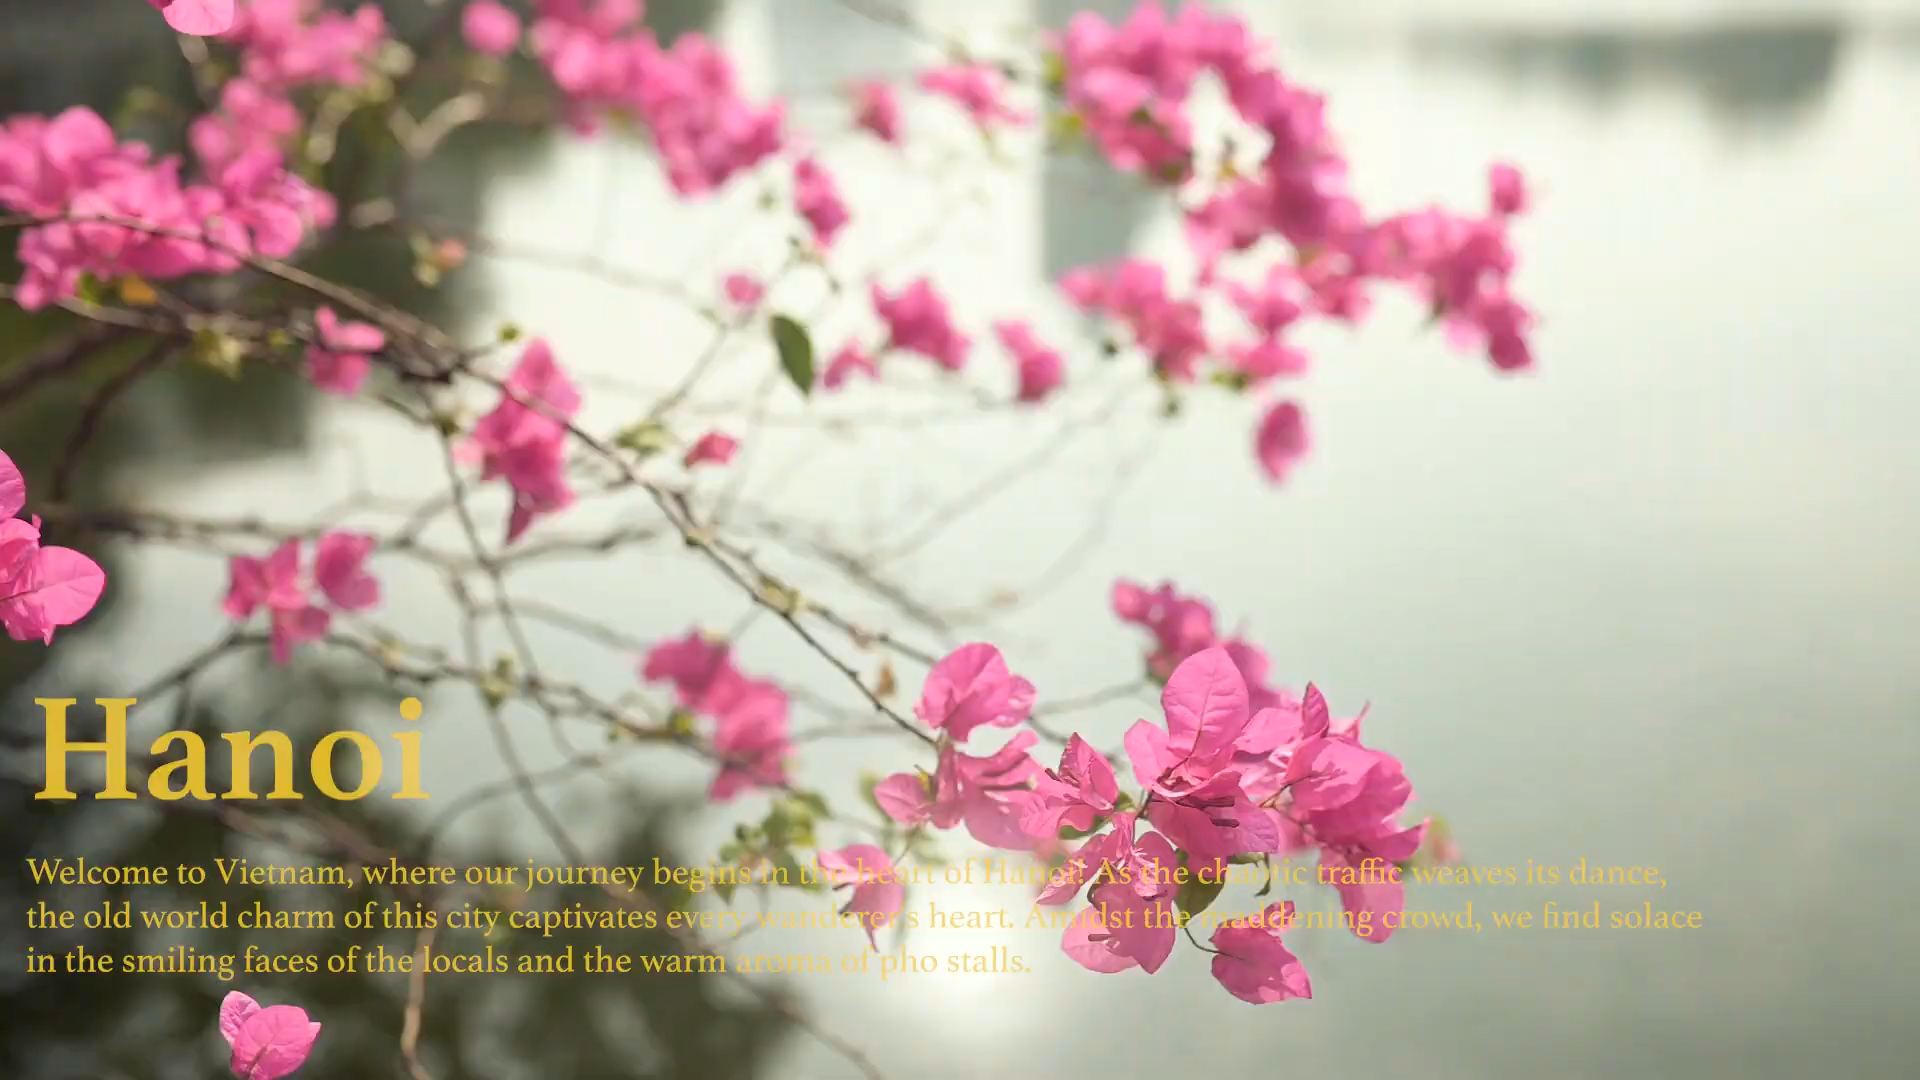 Hanoi
Welcome to Vietnam, where our journey begins in the heart of Hanoi! As the chaotic traffic weaves its dance,
the old world charm of this city captivates every wanderer's heart. Amidst the maddening crowd, we find solace
in the smiling faces of the locals and the warm aroma of pho stalls.